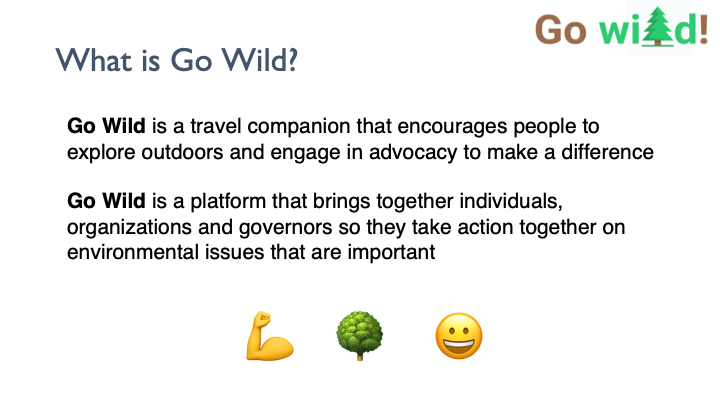 Go wild!
What is Go Wild?
Go Wild is a travel companion that encourages people to
explore outdoors and engage in advocacy to make a difference
Go Wild is a platform that brings together individuals,
organizations and governors so they take action together on
environmental issues that are important